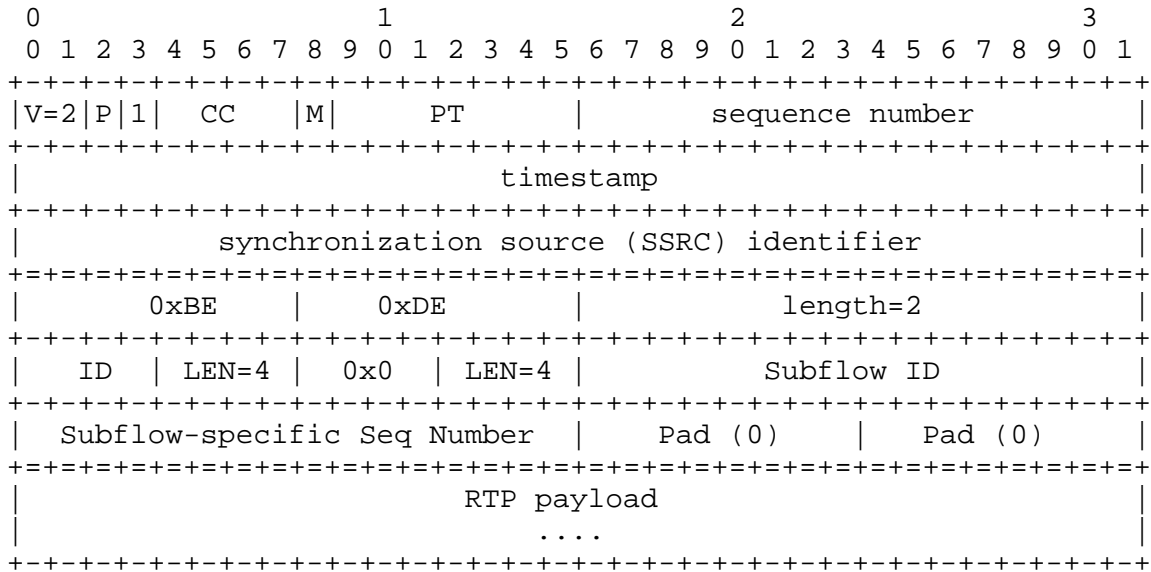 0                   1                   2                   3
 0 1 2 3 4 5 6 7 8 9 0 1 2 3 4 5 6 7 8 9 0 1 2 3 4 5 6 7 8 9 0 1
+-+-+-+-+-+-+-+-+-+-+-+-+-+-+-+-+-+-+-+-+-+-+-+-+-+-+-+-+-+-+-+-+
|V=2|P|1|  CC   |M|     PT      |       sequence number         |
+-+-+-+-+-+-+-+-+-+-+-+-+-+-+-+-+-+-+-+-+-+-+-+-+-+-+-+-+-+-+-+-+
|                           timestamp                           |
+-+-+-+-+-+-+-+-+-+-+-+-+-+-+-+-+-+-+-+-+-+-+-+-+-+-+-+-+-+-+-+-+
|           synchronization source (SSRC) identifier            |
+=+=+=+=+=+=+=+=+=+=+=+=+=+=+=+=+=+=+=+=+=+=+=+=+=+=+=+=+=+=+=+=+
|       0xBE    |    0xDE       |           length=2            |
+-+-+-+-+-+-+-+-+-+-+-+-+-+-+-+-+-+-+-+-+-+-+-+-+-+-+-+-+-+-+-+-+
|   ID  | LEN=4 |  0x0  | LEN=4 |          Subflow ID           |
+-+-+-+-+-+-+-+-+-+-+-+-+-+-+-+-+-+-+-+-+-+-+-+-+-+-+-+-+-+-+-+-+
|  Subflow-specific Seq Number  |    Pad (0)    |   Pad (0)     |
+=+=+=+=+=+=+=+=+=+=+=+=+=+=+=+=+=+=+=+=+=+=+=+=+=+=+=+=+=+=+=+=+
|                         RTP payload                           |
|                             ....                              |
+-+-+-+-+-+-+-+-+-+-+-+-+-+-+-+-+-+-+-+-+-+-+-+-+-+-+-+-+-+-+-+-+